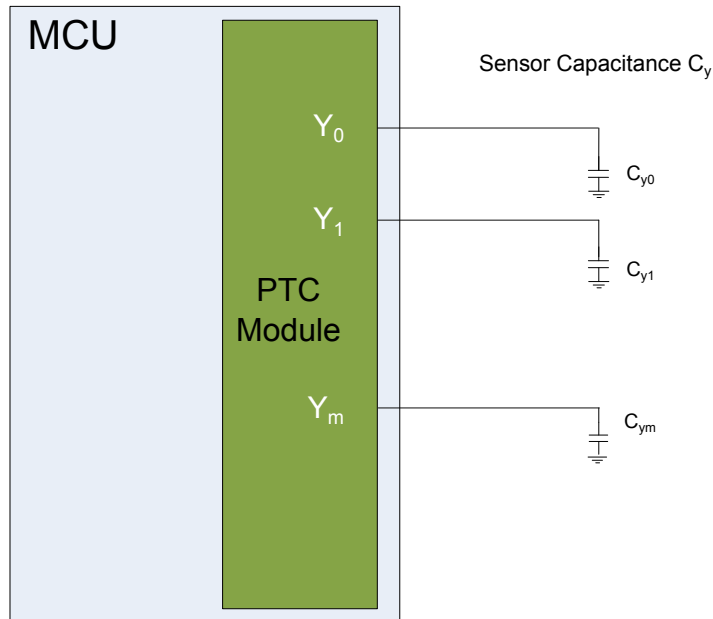 MCU
Sensor Capacitance Cy
Y0
Cy0
Y1
Cy1
PTC
Module
Ym
Cym